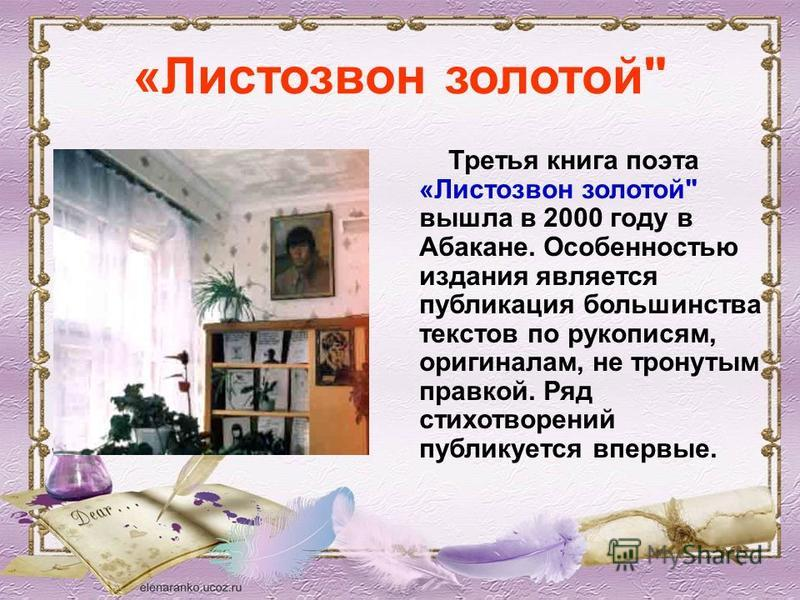 «Листозвон золотой"
Третья книга поэта
«Листозвон золотой"
вышла в 2000 году в
Абакане. Особенностью
издания является
публикация большинства
текстов по рукописям,
оригиналам, не тронутым
правкой. Ряд
стихотворений
публикуется впервые.
Dear...
MyShared
elenaranko.ucoz.ru